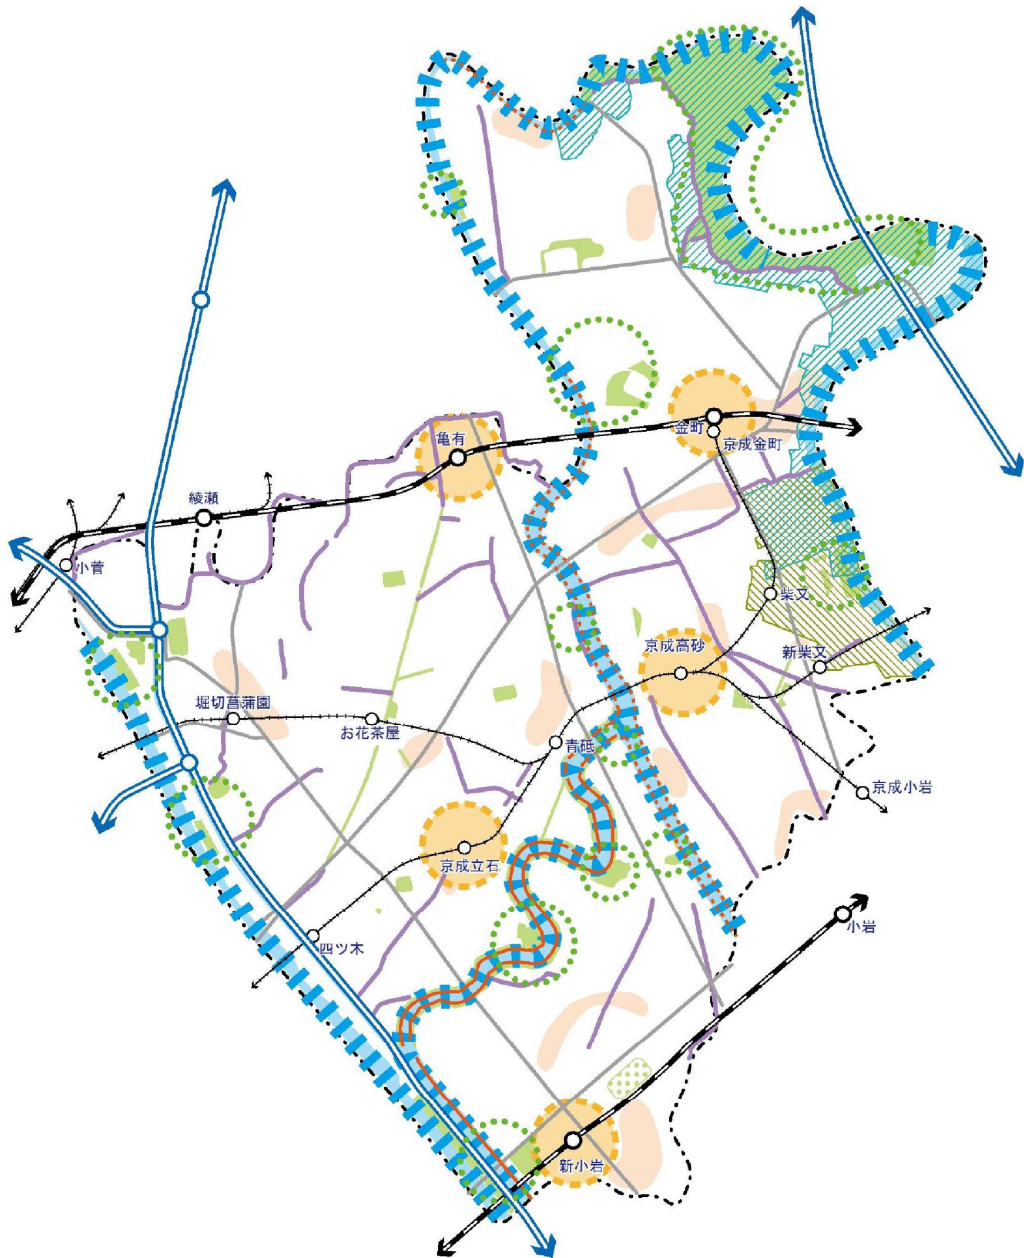 金町
京成金町
亀有
綾瀬
小菅
柴又
京成高砂
新柴又
堀切菖蒲園
お花茶屋
青砥
京成小岩
京成立石
小岩
四ツ木
新小岩